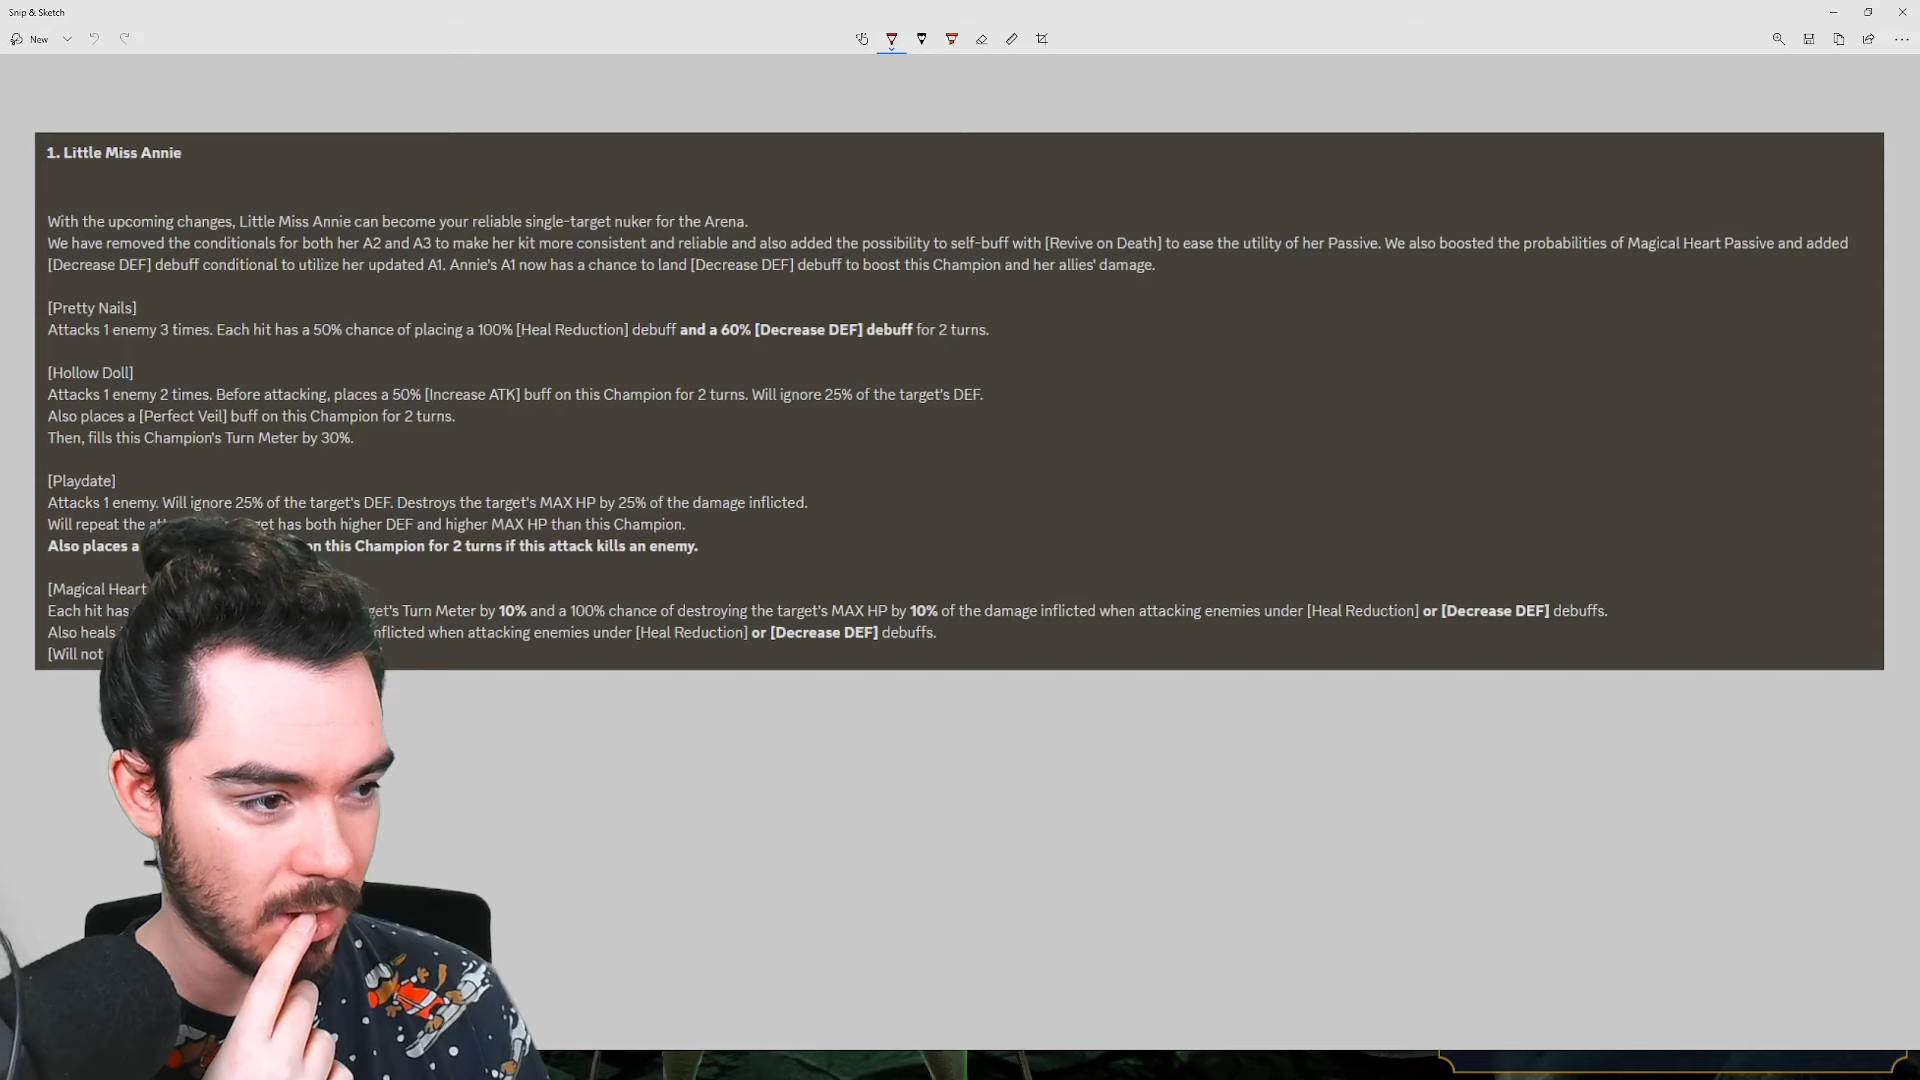 Snip & Sketch
New
1. Little Miss Annie
With the upcoming changes, Little Miss Annie can become your reliable single-target nuker for the Arena.
We have removed the conditionals for both her A2 and A3 to make her kit more consistent and reliable and also added the possibility to self-buff with [Revive on Death] to ease the utility of her Passive. We also boosted the probabilities of Magical Heart Passive and added
[Decrease DEF] debuff conditional to utilize her updated A1. Annie's A1 now has a chance to land [Decrease DEF] debuff to boost this Champion and her allies' damage.
[Pretty Nails]
Attacks 1 enemy 3 times. Each hit has a 50% chance of placing a 100% [Heal Reduction] debuff and a 60% [Decrease DEF] debuff for 2 turns.
[Hollow Doll]
Attacks 1 enemy 2 times. Before attacking, places a 50% [Increase ATK] buff on this Champion for 2 turns. Will ignore 25% of the target's DEF.
Also places a [Perfect Veil] buff on this Champion for 2 turns.
Then, fills this Champion's Turn Meter by 30%.
[Playdate]
Attacks 1 enemy. Will ignore 25% of the target's DEF. Destroys the target's MAX HP by 25% of the damage inflicted.
Will repeat the has both higher DEF and higher MAX HP than this Champion.
Also places a on this Champion for 2 turns if this attack kills an enemy.
[Magical Heart
Each hit has Turn Meter by 10% and a 100% chance of destroying the target's MAX HP by 10% of the damage inflicted when attacking enemies under [Heal Reduction] or [Decrease DEF] debuffs.
Also heals inflicted when attacking enemies under [Heal Reduction] or [Decrease DEF] debuffs.
[Will not